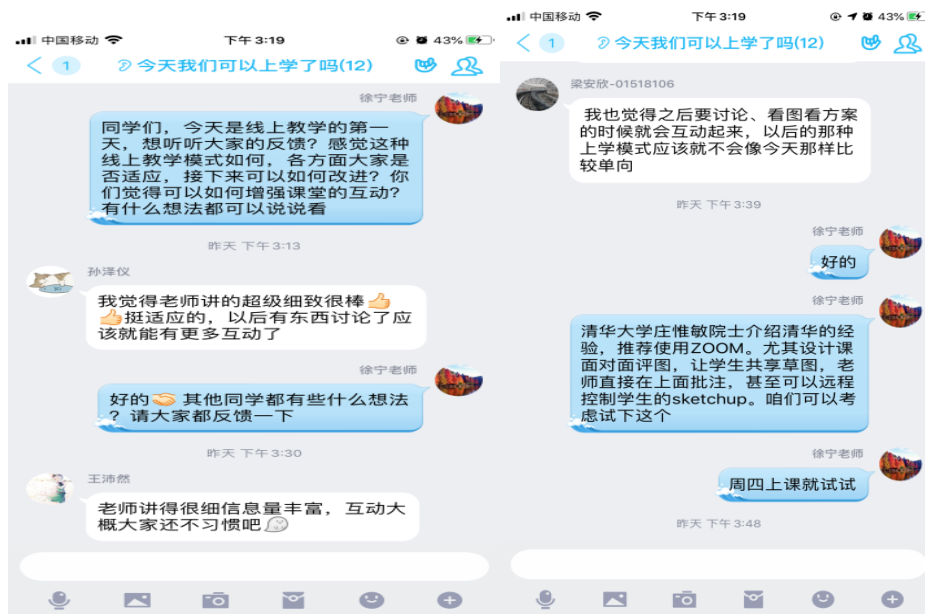 中国移动
下午3:19
43%
1
今天我们可以上学了吗(12)
徐宁老师
同学们，今天是线上教学的第一
天，想听听大家的反馈？感觉这种
线上教学模式如何，各方面大家是
否适应，接下来可以如何改进？你
们觉得可以如何增强课堂的互动？
有什么想法都可以说说看
昨天 下午3:13
孙泽仪
我觉得老师讲的超级细致很棒👍
👍挺适应的，以后有东西讨论了应
该就能有更多互动了
徐宁老师
好的🤝 其他同学都有些什么想法
？请大家都反馈一下
昨天 下午3:30
王沛然
老师讲得很细信息量丰富，互动大
概大家还不习惯吧
中国移动
下午3:19
43%
1
今天我们可以上学了吗(12)
梁安欣-01518106
我也觉得之后要讨论、看图看方案
的时候就会互动起来，以后的那种
上学模式应该就不会像今天那样比
较单向
昨天 下午3:39
徐宁老师
好的
徐宁老师
清华大学庄惟敏院士介绍清华的经
验，推荐使用ZOOM。尤其设计课
面对面评图，让学生共享草图，老
师直接在上面批注，甚至可以远程
控制学生的sketchup。咱们可以考
虑试下这个
徐宁老师
周四上课就试试
昨天 下午3:48